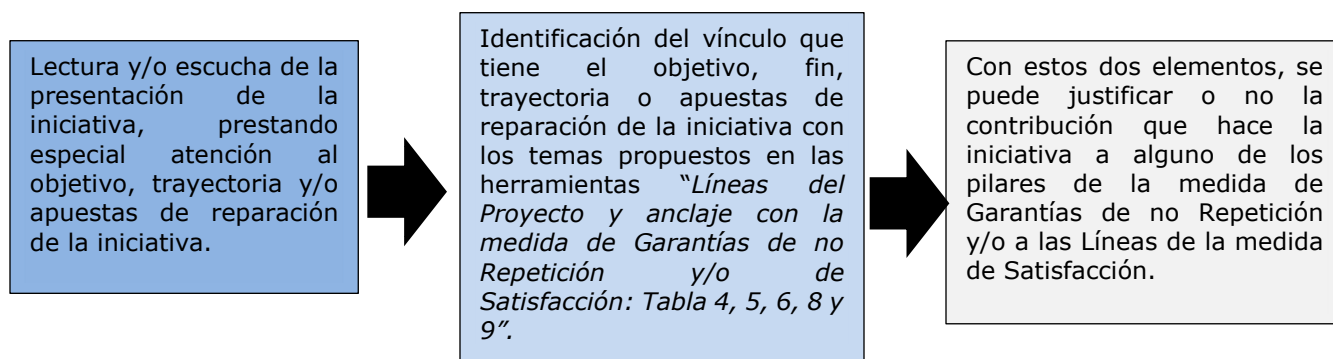 Lectura y/o escucha de la
presentación de la
iniciativa, prestando
especial atención al
objetivo, trayectoria y/o
apuestas de reparación
de la iniciativa.
Identificación del vínculo que
tiene el objetivo, fin,
trayectoria o apuestas de
reparación de la iniciativa con
los temas propuestos en las
herramientas “Líneas del
Proyecto y anclaje con la
medida de Garantías de no
Repetición y/o de
Satisfacción: Tabla 4, 5, 6, 8 y
9”.
Con estos dos elementos, se
puede justificar o no la
contribución que hace la
iniciativa a alguno de los
pilares de la medida de
Garantías de no Repetición
y/o a las Líneas de la medida
de Satisfacción.